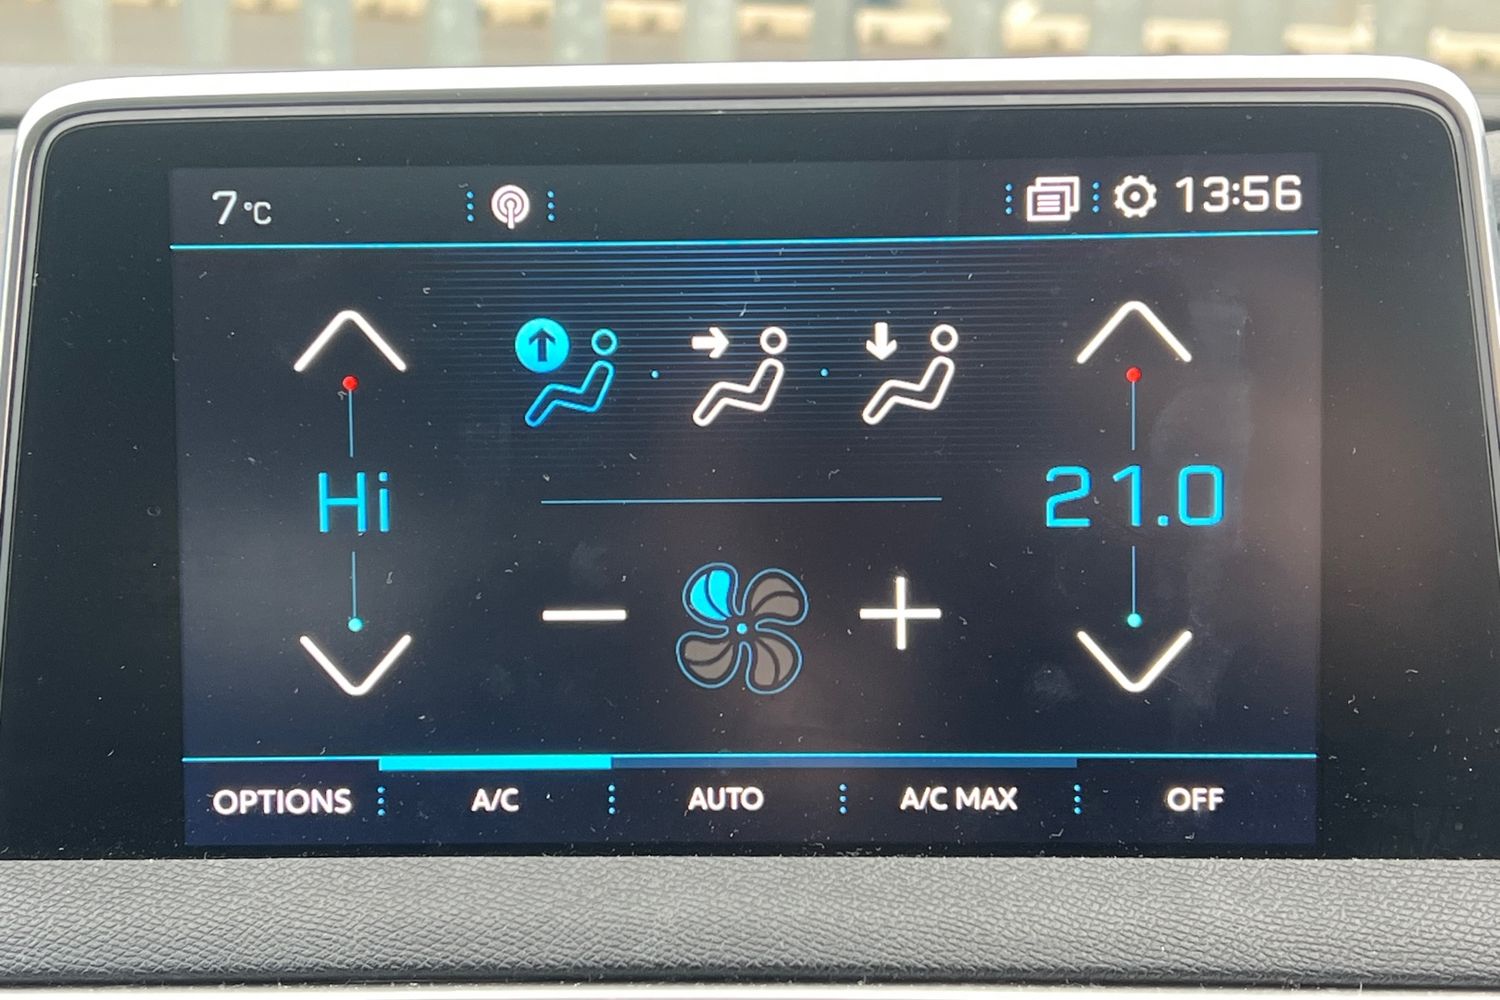 7°C 13:56
Hi 21.0
OPTIONS A/C AUTO A/C MAX OFF